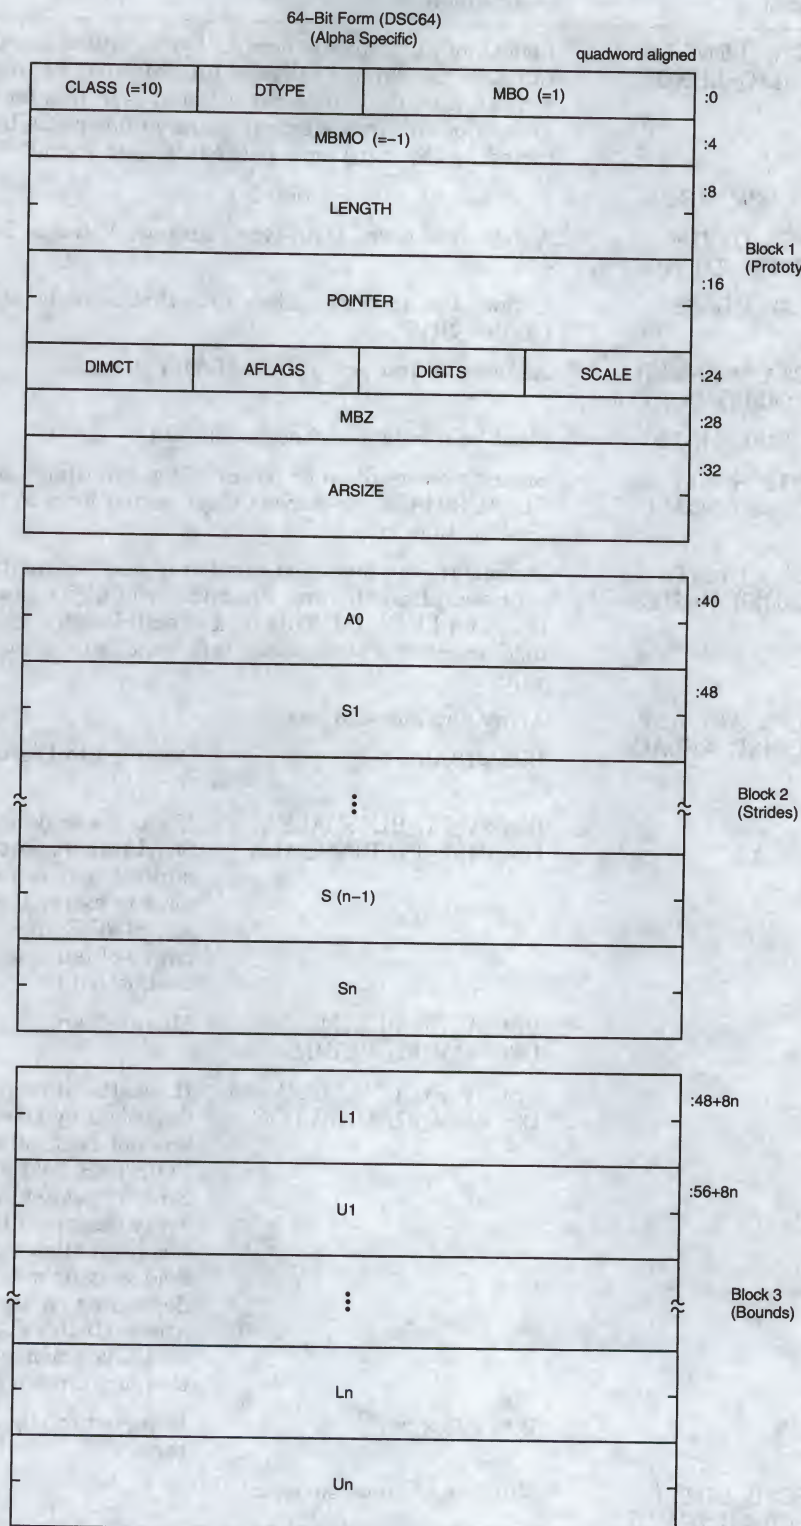 64–Bit Form (DSC64)
(Alpha Specific)
quadword aligned
CLASS (=10) DTYPE MBO (=1) :0
MBMO (=–1) :4
:8
LENGTH
Block 1
(Prototy
:16
POINTER
DIMCT AFLAGS DIGITS SCALE :24
MBZ :28
:32
ARSIZE
:40
A0
:48
S1
Block 2
(Strides)
S (n–1)
Sn
L1 :48+8n
U1 :56+8n
Block 3
(Bounds)
Ln
Un